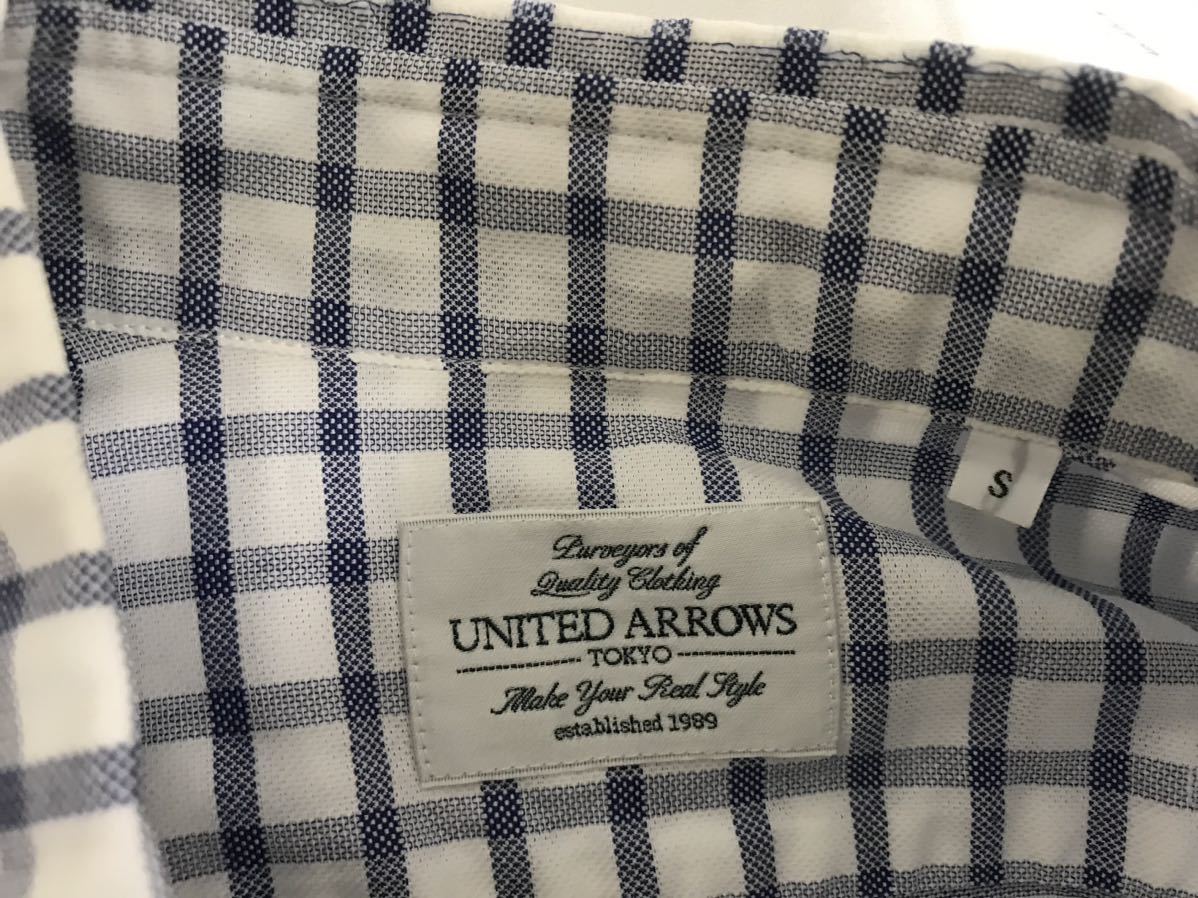 Purveyors of
Quality Clothing
UNITED ARROWS
TOKYO
Make Your Real Style
established 1989
S